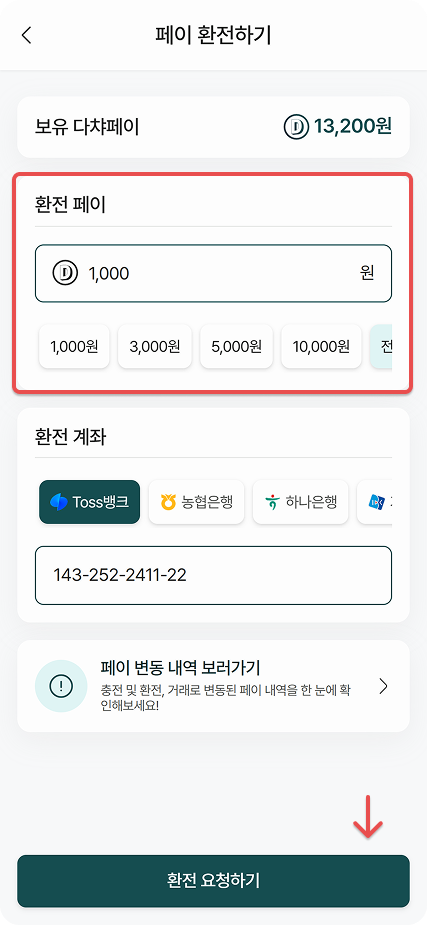 페이 환전하기
보유 다챠페이 13,200원
환전 페이
1,000 원
1,000원 3,000원 5,000원 10,000원 전
환전 계좌
Toss뱅크 농협은행 하나은행
143-252-2411-22
페이 변동 내역 보러가기
충전 및 환전, 거래로 변동된 페이 내역을 한 눈에 확
인해보세요!
환전 요청하기